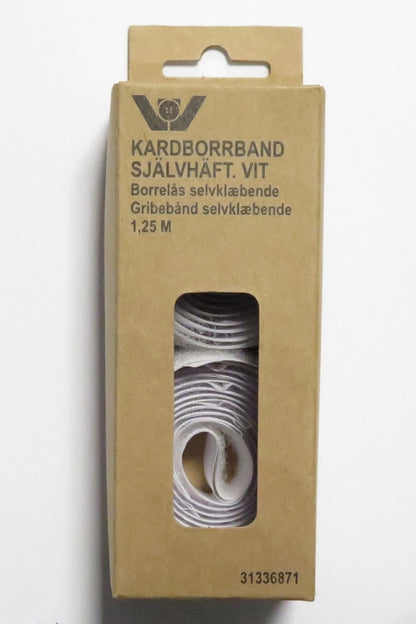 KARDBORRBAND
SJÄLVHÄFT. VIT
Borrelås selvklæbende
Gribebånd selvklæbende
1,25 M
31336871